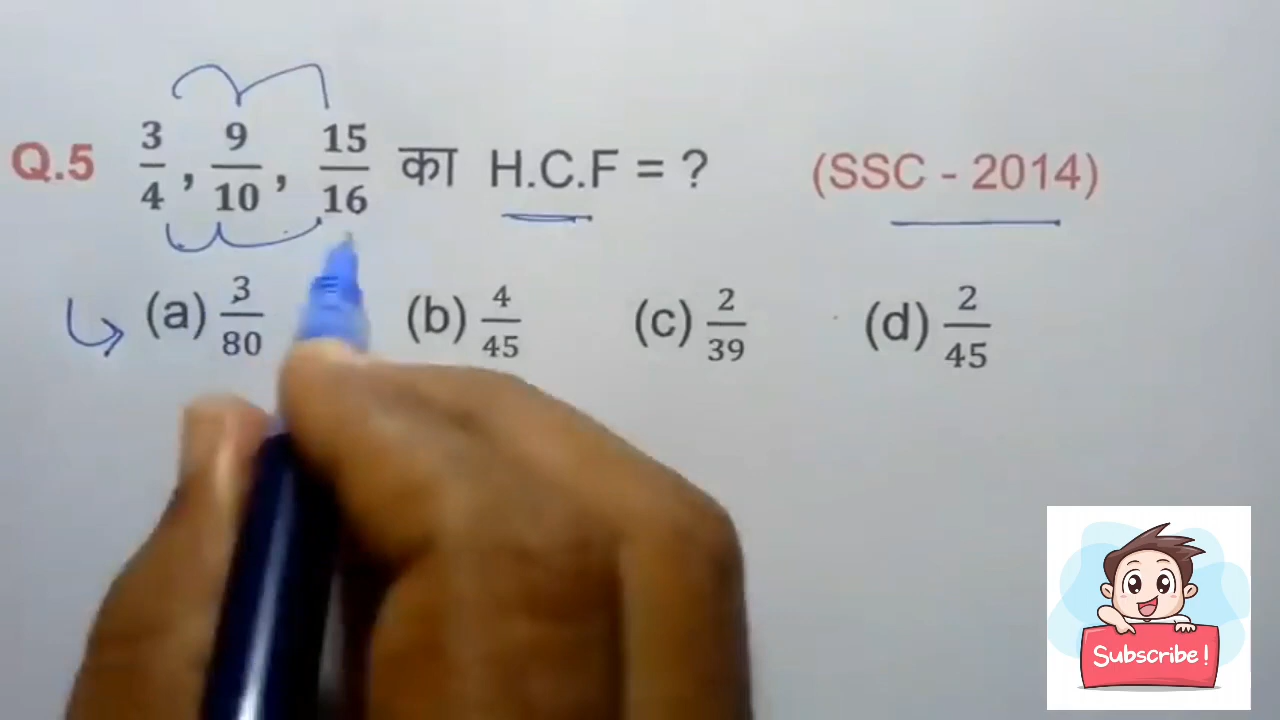 Q.5 3/4 , 9/10 , 15/16 का H.C.F = ? (SSC - 2014)
(a) 3/80 (b) 4/45 (c) 2/39 (d) 2/45
Subscribe!